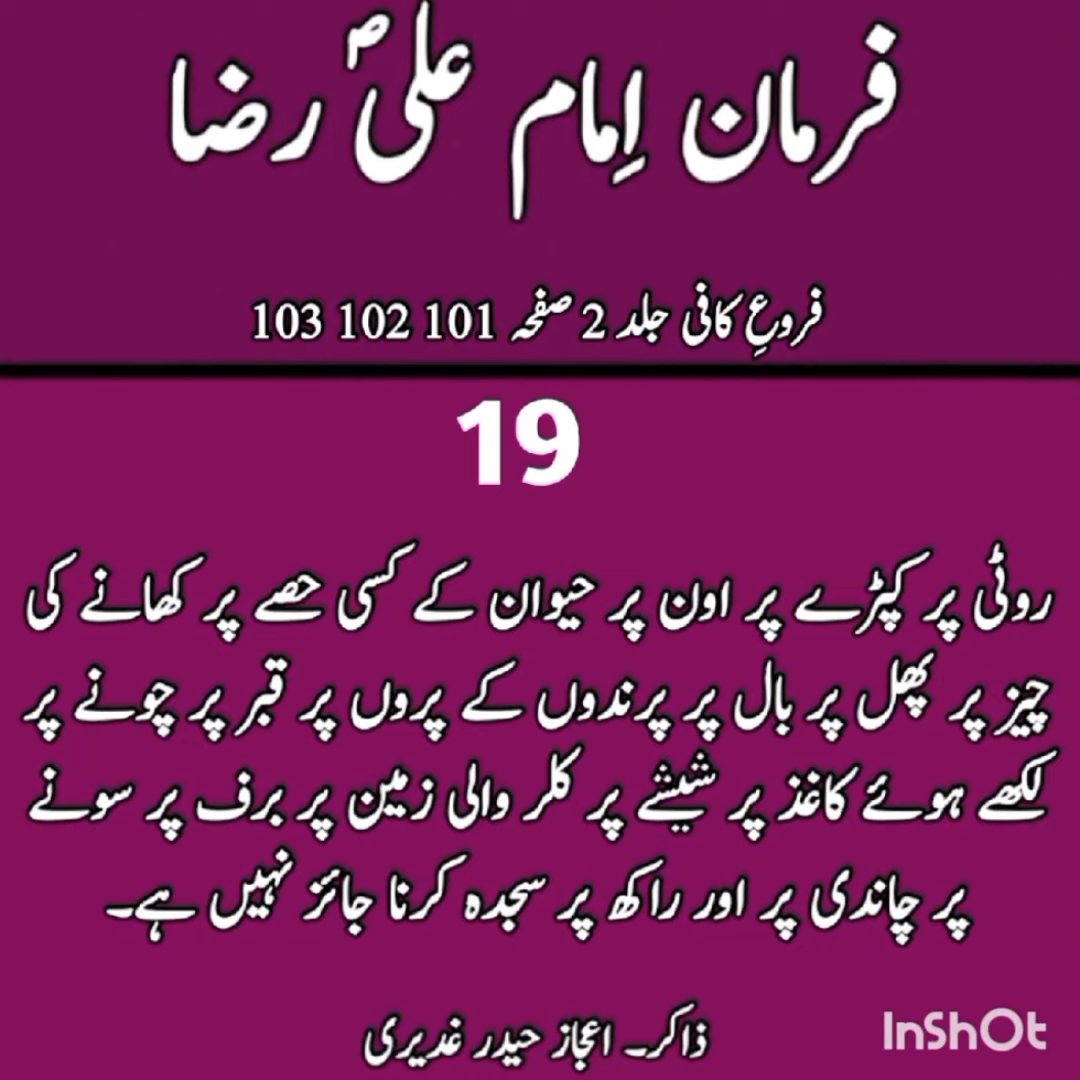 فرمان اِمام علیؑ رضا
فروعِ کافی جلد 2 صفحہ 101 102 103
19
روٹی پر کپڑے پر اون پر حیوان کے کسی حصے پر کھانے کی
چیز پر پھل پر بال پر پرندوں کے پروں پر قبر پر چونے پر
لکھے ہوئے کاغذ پر شیشے پر کلر والی زمین پر برف پر سونے
پر چاندی پر اور راکھ پر سجدہ کرنا جائز نہیں ہے۔
ذاکر۔ اعجاز حیدر غدیری
InShOt